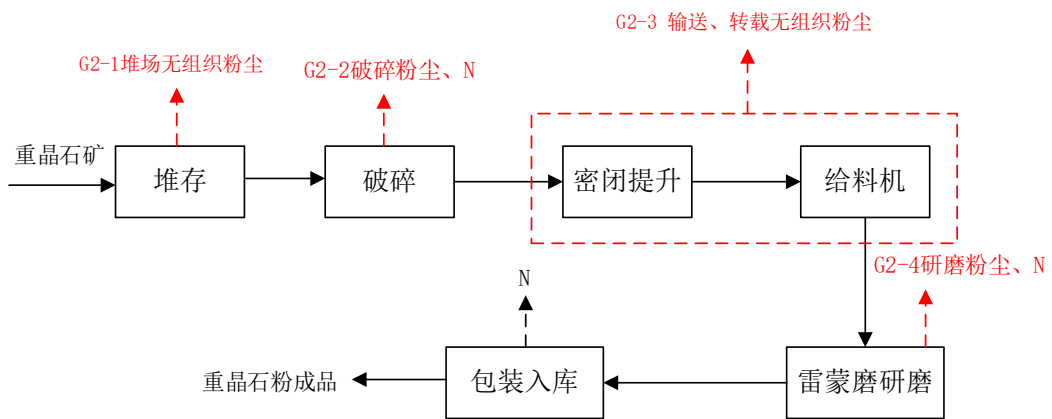 G2-3 输送、转载无组织粉尘
G2-1堆场无组织粉尘
G2-2破碎粉尘、N
重晶石矿
堆存
破碎
密闭提升
给料机
G2-4研磨粉尘、N
N
重晶石粉成品
包装入库
雷蒙磨研磨